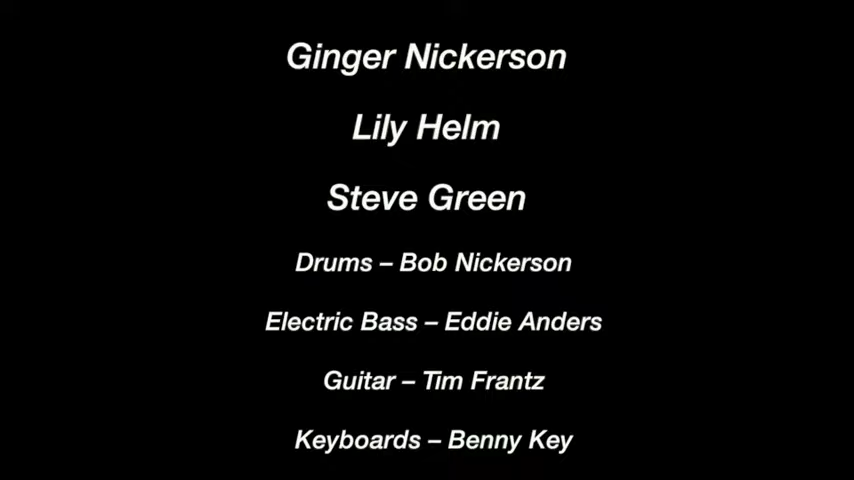 Ginger Nickerson
Lily Helm
Steve Green
Drums – Bob Nickerson
Electric Bass – Eddie Anders
Guitar – Tim Frantz
Keyboards – Benny Key